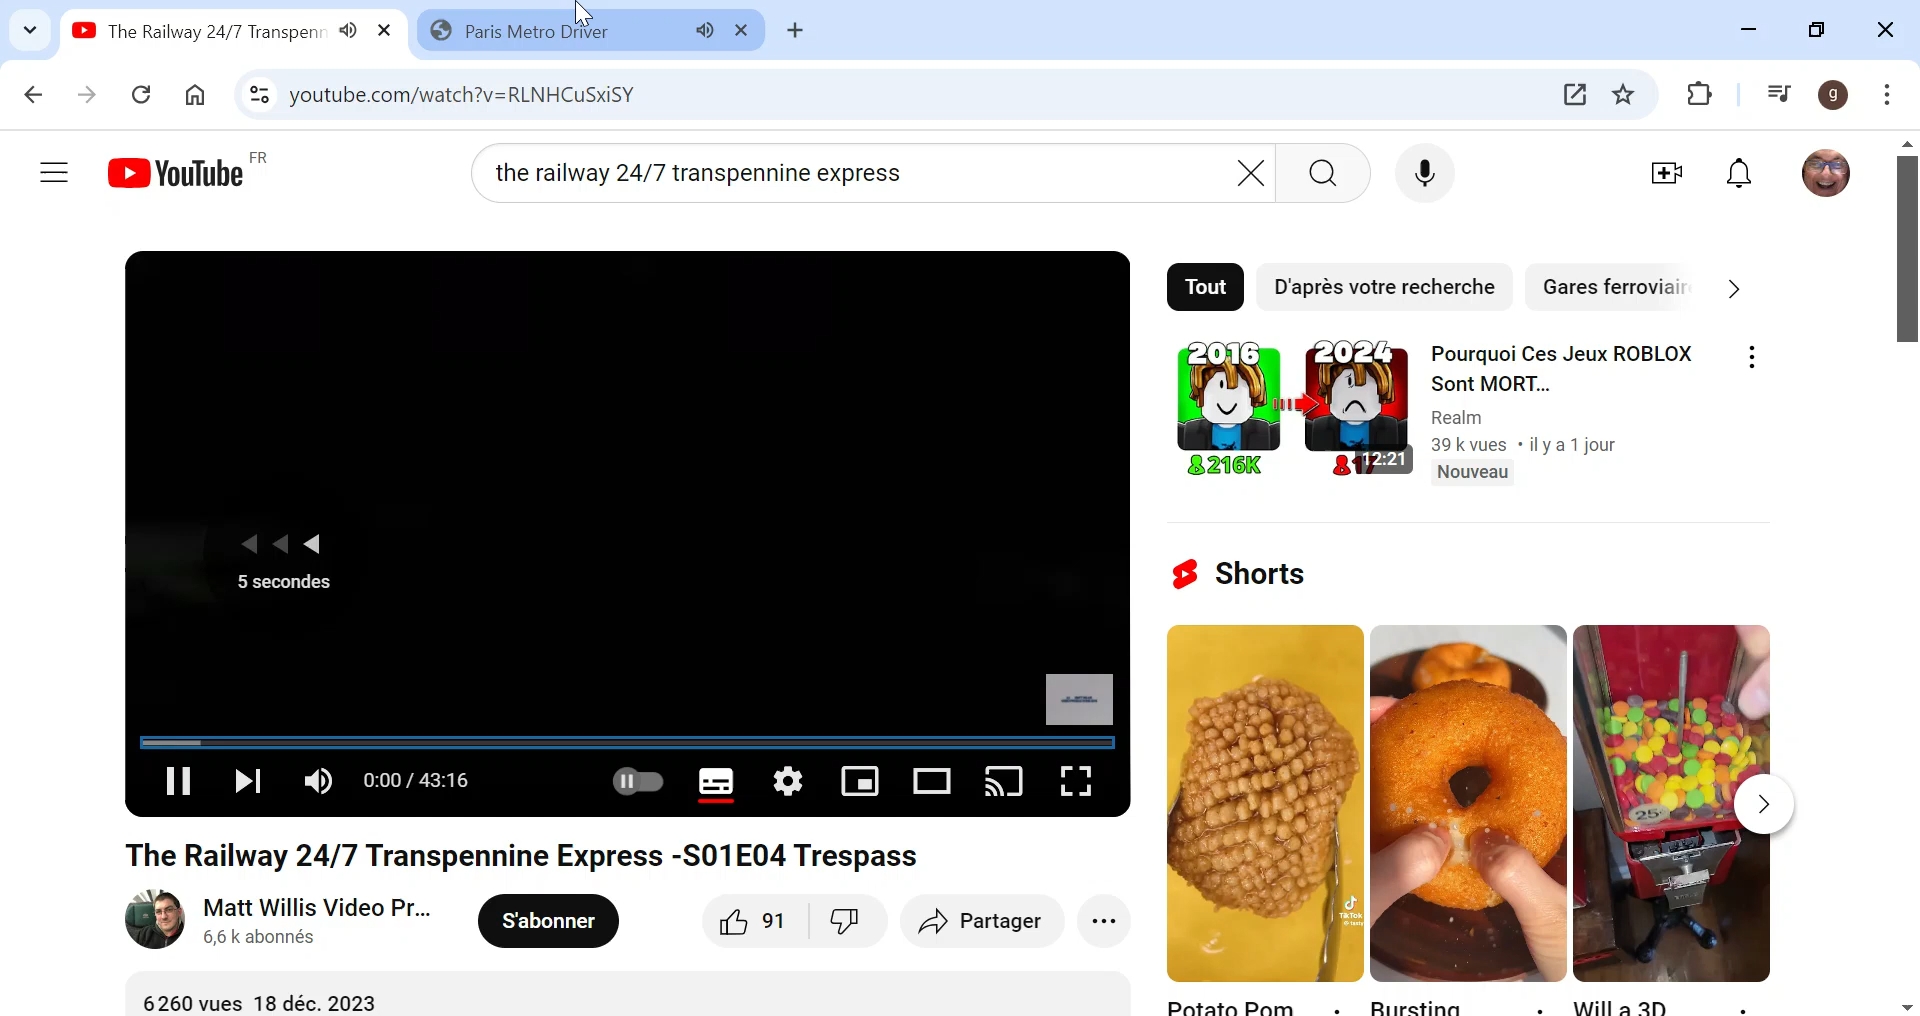 The Railway 24/7 Transpenn
Paris Metro Driver
youtube.com/watch?v=RLNHCuSxiSY
g
YouTube FR
the railway 24/7 transpennine express
Tout
D'après votre recherche
Gares ferroviair
5 secondes
0:00 / 43:16
2016
2024
216K
12:21
Pourquoi Ces Jeux ROBLOX
Sont MORT...
Realm
39 k vues • il y a 1 jour
Nouveau
Shorts
TikTok
25¢
The Railway 24/7 Transpennine Express -S01E04 Trespass
Matt Willis Video Pr...
6,6 k abonnés
S'abonner
91
Partager
6 260 vues 18 déc. 2023
Potato Pom
Bursting
Will a 3D